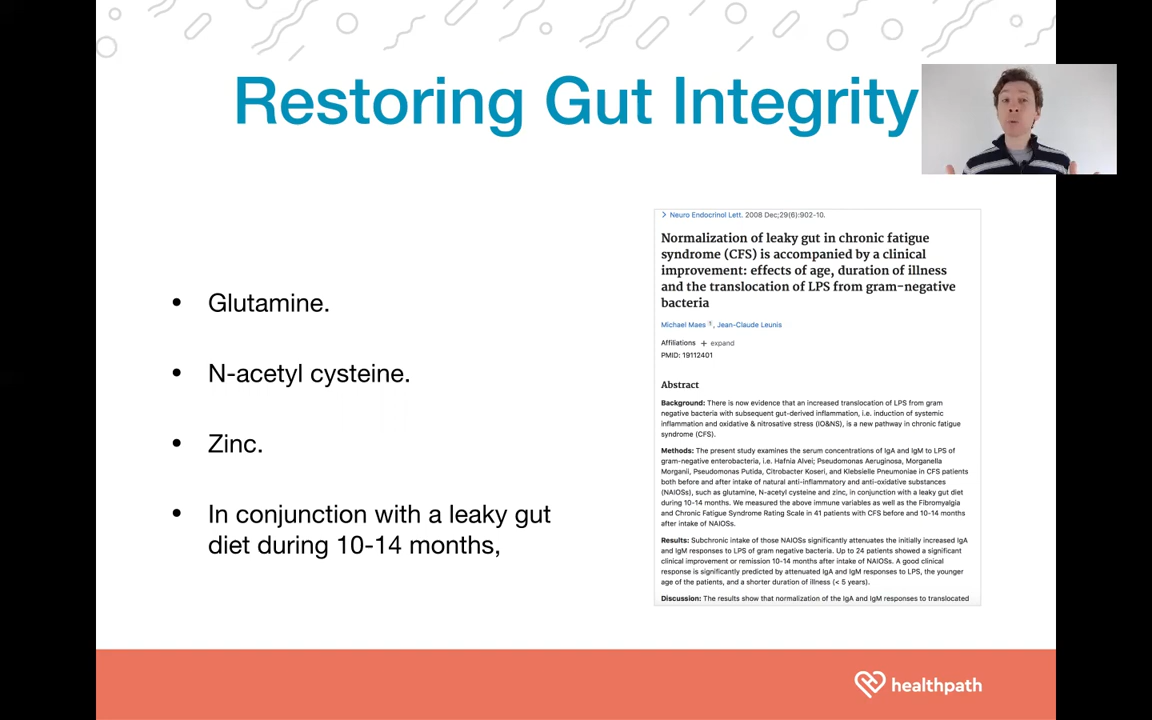 Restoring Gut Integrity
• Glutamine.
• N-acetyl cysteine.
• Zinc.
• In conjunction with a leaky gut
diet during 10-14 months,
> Neuro Endocrinol Lett. 2008 Dec;29(6):902-10.
Normalization of leaky gut in chronic fatigue
syndrome (CFS) is accompanied by a clinical
improvement: effects of age, duration of illness
and the translocation of LPS from gram-negative
bacteria
Michael Maes 1, Jean-Claude Leunis
Affiliations + expand
PMID: 19112401
Abstract
Background: There is now evidence that an increased translocation of LPS from gram
negative bacteria with subsequent gut-derived inflammation, i.e. induction of systemic
inflammation and oxidative & nitrosative stress (IO&NS), is a new pathway in chronic fatigue
syndrome (CFS).
Methods: The present study examines the serum concentrations of IgA and IgM to LPS of
gram-negative enterobacteria, i.e. Hafnia Alvei; Pseudomonas Aeruginosa, Morganella
Morganii, Pseudomonas Putida, Citrobacter Koseri, and Klebsielle Pneumoniae in CFS patients
both before and after intake of natural anti-inflammatory and anti-oxidative substances
(NAIOSs), such as glutamine, N-acetyl cysteine and zinc, in conjunction with a leaky gut diet
during 10-14 months. We measured the above immune variables as well as the Fibromyalgia
and Chronic Fatigue Syndrome Rating Scale in 41 patients with CFS before and 10-14 months
after intake of NAIOSs.
Results: Subchronic intake of those NAIOSs significantly attenuates the initially increased IgA
and IgM responses to LPS of gram negative bacteria. Up to 24 patients showed a significant
clinical improvement or remission 10-14 months after intake of NAIOSs. A good clinical
response is significantly predicted by attenuated IgA and IgM responses to LPS, the younger
age of the patients, and a shorter duration of illness (< 5 years).
Discussion: The results show that normalization of the IgA and IgM responses to translocated
healthpath